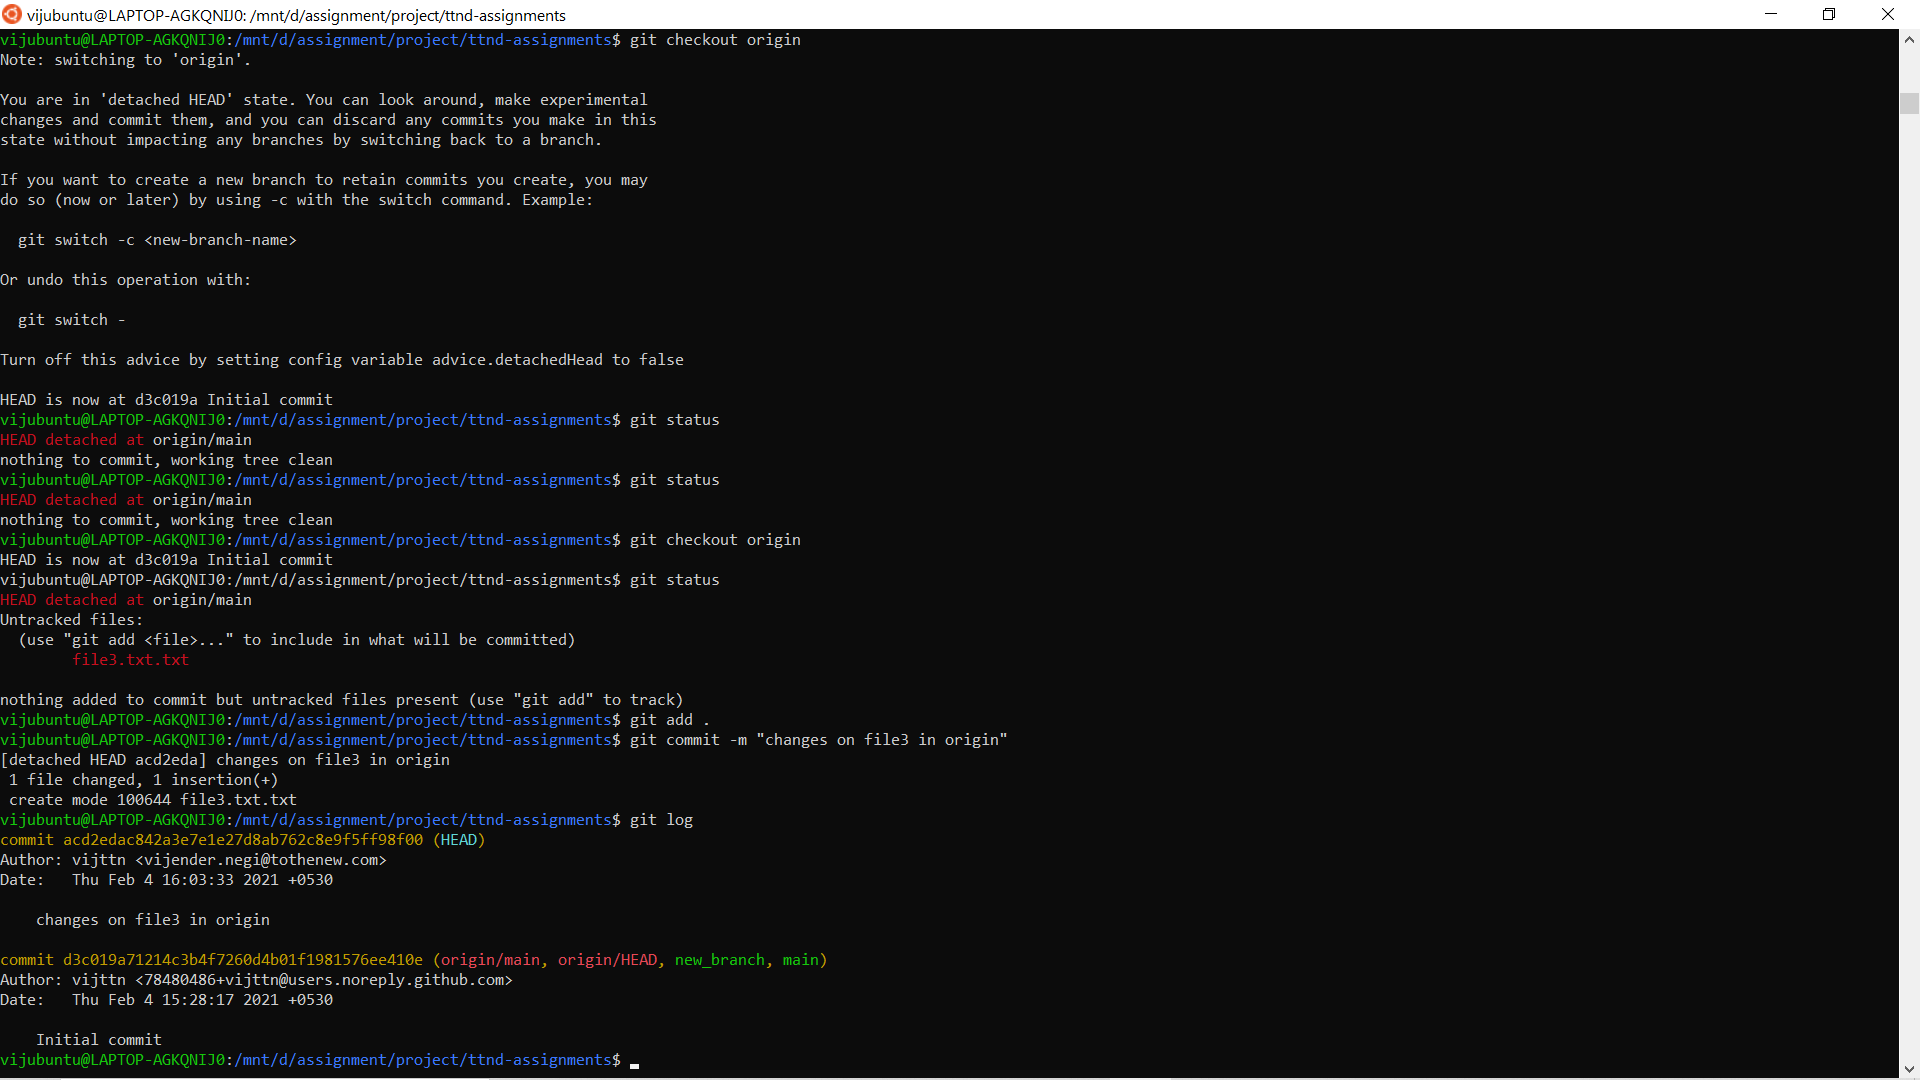 vijubuntu@LAPTOP-AGKQNIJ0: /mnt/d/assignment/project/ttnd-assignments
vijubuntu@LAPTOP-AGKQNIJ0:/mnt/d/assignment/project/ttnd-assignments$ git checkout origin
Note: switching to 'origin'.

You are in 'detached HEAD' state. You can look around, make experimental
changes and commit them, and you can discard any commits you make in this
state without impacting any branches by switching back to a branch.

If you want to create a new branch to retain commits you create, you may
do so (now or later) by using -c with the switch command. Example:

  git switch -c <new-branch-name>

Or undo this operation with:

  git switch -

Turn off this advice by setting config variable advice.detachedHead to false

HEAD is now at d3c019a Initial commit
vijubuntu@LAPTOP-AGKQNIJ0:/mnt/d/assignment/project/ttnd-assignments$ git status
HEAD detached at origin/main
nothing to commit, working tree clean
vijubuntu@LAPTOP-AGKQNIJ0:/mnt/d/assignment/project/ttnd-assignments$ git status
HEAD detached at origin/main
nothing to commit, working tree clean
vijubuntu@LAPTOP-AGKQNIJ0:/mnt/d/assignment/project/ttnd-assignments$ git checkout origin
HEAD is now at d3c019a Initial commit
vijubuntu@LAPTOP-AGKQNIJ0:/mnt/d/assignment/project/ttnd-assignments$ git status
HEAD detached at origin/main
Untracked files:
  (use "git add <file>..." to include in what will be committed)
        file3.txt.txt

nothing added to commit but untracked files present (use "git add" to track)
vijubuntu@LAPTOP-AGKQNIJ0:/mnt/d/assignment/project/ttnd-assignments$ git add .
vijubuntu@LAPTOP-AGKQNIJ0:/mnt/d/assignment/project/ttnd-assignments$ git commit -m "changes on file3 in origin"
[detached HEAD acd2eda] changes on file3 in origin
 1 file changed, 1 insertion(+)
 create mode 100644 file3.txt.txt
vijubuntu@LAPTOP-AGKQNIJ0:/mnt/d/assignment/project/ttnd-assignments$ git log
commit acd2edac842a3e7e1e27d8ab762c8e9f5ff98f00 (HEAD)
Author: vijttn <vijender.negi@tothenew.com>
Date:   Thu Feb 4 16:03:33 2021 +0530

    changes on file3 in origin

commit d3c019a71214c3b4f7260d4b01f1981576ee410e (origin/main, origin/HEAD, new_branch, main)
Author: vijttn <78480486+vijttn@users.noreply.github.com>
Date:   Thu Feb 4 15:28:17 2021 +0530

    Initial commit
vijubuntu@LAPTOP-AGKQNIJ0:/mnt/d/assignment/project/ttnd-assignments$